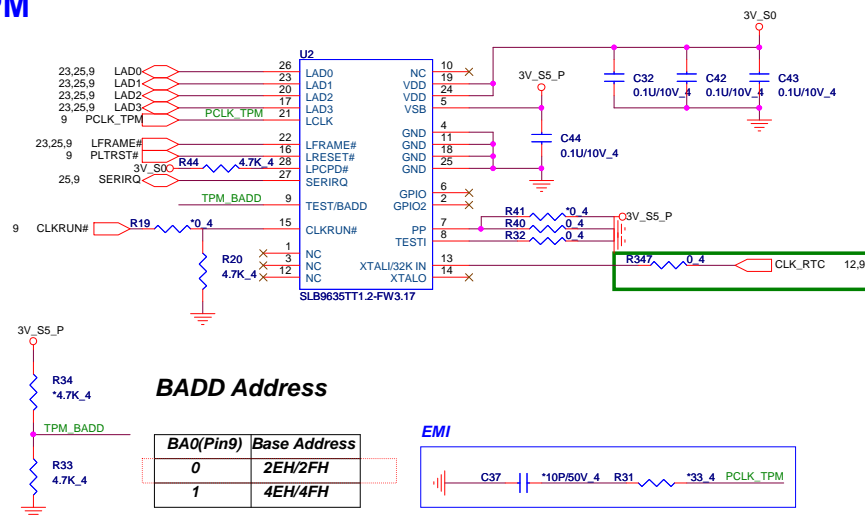 PM
U2
23,25,9 LAD0 26 LAD0 NC 10
23,25,9 LAD1 23 LAD1 VDD 19
23,25,9 LAD2 20 LAD2 VDD 24
23,25,9 LAD3 17 LAD3 VSB 5
9 PCLK_TPM PCLK_TPM 21 LCLK
GND 4
23,25,9 LFRAME# 22 LFRAME# GND 11
9 PLTRST# 16 LRESET# GND 18
3V_S0 R44 4.7K_4 28 LPCPD# GND 25
25,9 SERIRQ 27 SERIRQ
GPIO 6
TPM_BADD 9 TEST/BADD GPIO2 2
9 CLKRUN# R19 *0_4 15 CLKRUN# PP 7
TESTI 8
1 NC
3 NC XTALI/32K IN 13
12 NC XTALO 14
R20
4.7K_4
SLB9635TT1.2-FW3.17
3V_S0
C32
0.1U/10V_4
C42
0.1U/10V_4
C43
0.1U/10V_4
3V_S5_P
C44
0.1U/10V_4
R41 *0_4 3V_S5_P
R40 0_4
R32 0_4
R347 0_4 CLK_RTC 12,9
3V_S5_P
R34
*4.7K_4
TPM_BADD
R33
4.7K_4
BADD Address
BA0(Pin9) Base Address
0 2EH/2FH
1 4EH/4FH
EMI
C37 *10P/50V_4 R31 *33_4 PCLK_TPM